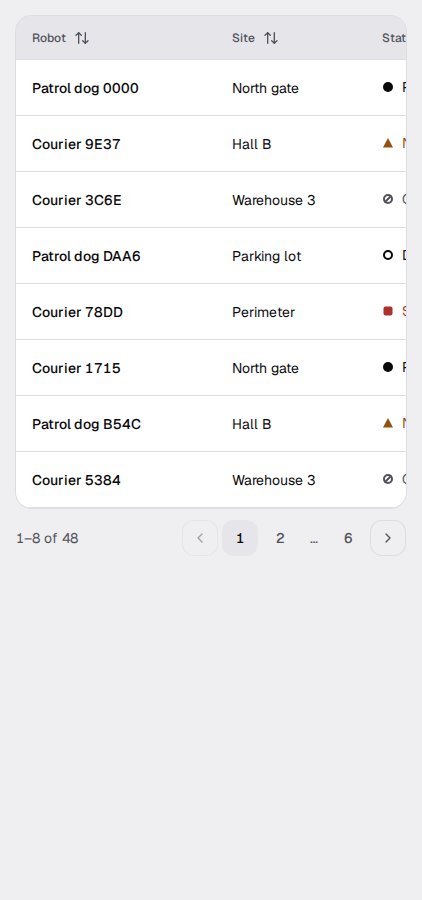 Robot Site
Patrol dog 0000 North gate
Courier 9E37 Hall B
Courier 3C6E Warehouse 3
Patrol dog DAA6 Parking lot
Courier 78DD Perimeter
Courier 1715 North gate
Patrol dog B54C Hall B
Courier 5384 Warehouse 3
1–8 of 48 1 2 … 6